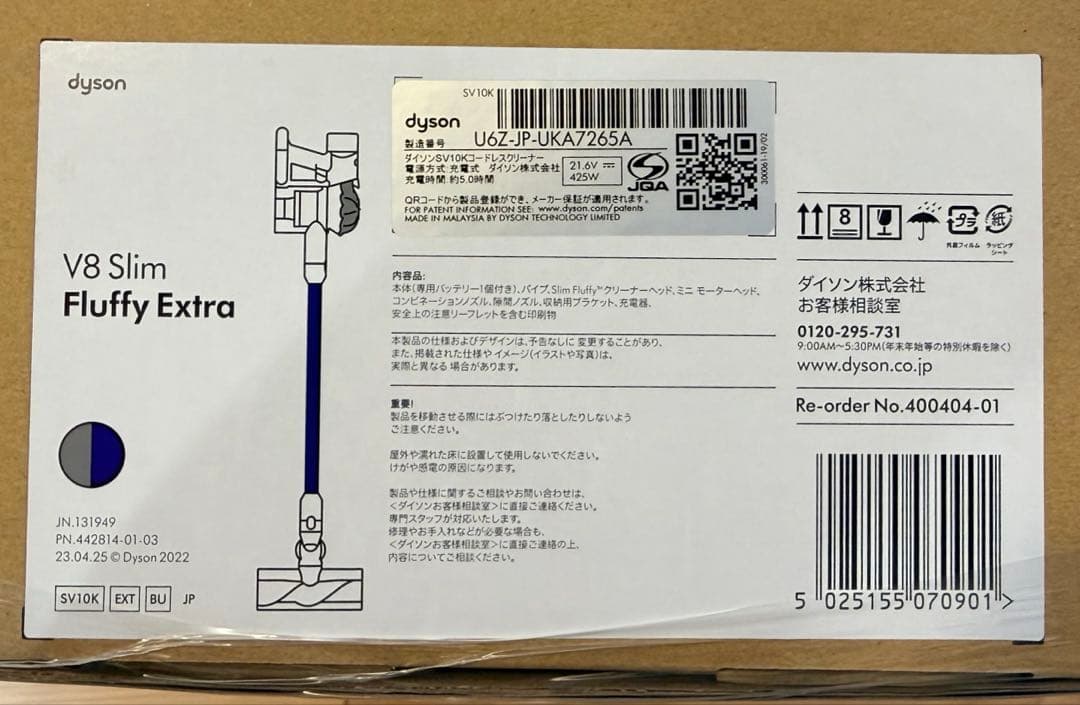 dyson
V8 Slim
Fluffy Extra
JN.131949
PN.442814-01-03
23.04.25 © Dyson 2022
SV10K EXT BU JP
SV10K
dyson
製造番号 U6Z-JP-UKA7265A
ダイソンSV10Kコードレスクリーナー
電源方式:充電式 ダイソン株式会社
充電時間:約5.0時間
21.6V
425W
JQA
300061-19/02
QRコードから製品登録ができ、メーカー保証が適用されます。
FOR PATENT INFORMATION SEE: www.dyson.com/patents
MADE IN MALAYSIA BY DYSON TECHNOLOGY LIMITED
内容品:
本体(専用バッテリー1個付き)、パイプ、Slim Fluffy™クリーナーヘッド、ミニ モーターヘッド、
コンビネーションノズル、隙間ノズル、収納用ブラケット、充電器、
安全上の注意リーフレットを含む印刷物
本製品の仕様およびデザインは、予告なしに変更することがあり、
また、掲載された仕様やイメージ(イラストや写真)は、
実際と異なる場合があります。
重要!
製品を移動させる際にはぶつけたり落としたりしないよう
ご注意ください。
屋外や濡れた床に設置して使用しないでください。
けがや感電の原因になります。
製品や仕様に関するご相談やお問い合わせは、
<ダイソンお客様相談室>に直接ご連絡ください。
専門スタッフが対応いたします。
修理やお手入れなどが必要な場合も、
<ダイソンお客様相談室>に直接ご連絡の上、
内容についてご相談ください。
8
プラ
紙
外装フィルム
ラッピング
シート
ダイソン株式会社
お客様相談室
0120-295-731
9:00AM〜5:30PM(年末年始等の特別休暇を除く)
www.dyson.co.jp
Re-order No.400404-01
5 025155 070901 >